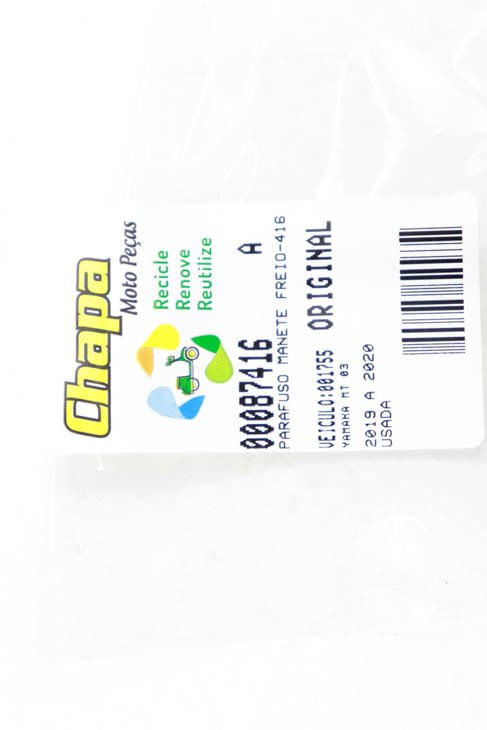 Chapa
Moto Peças
Recicle
Renove
Reutilize
00087416 A
PARAFUSO MANETE FREIO-416
VEICULO:001755 ORIGINAL
YAMAHA MT 03
2019 A 2020
USADA